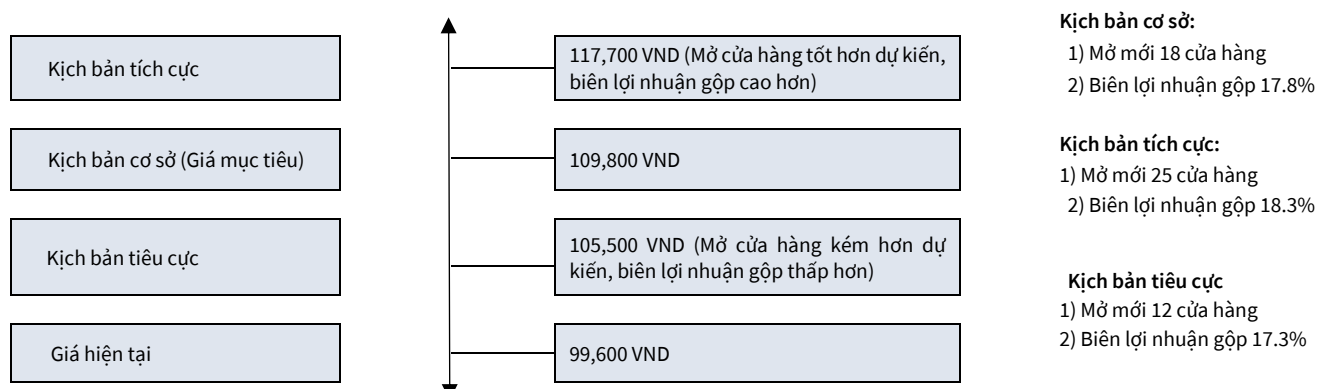 Kịch bản tích cực
117,700 VND (Mở cửa hàng tốt hơn dự kiến,
biên lợi nhuận gộp cao hơn)
Kịch bản cơ sở (Giá mục tiêu)
109,800 VND
Kịch bản tiêu cực
105,500 VND (Mở cửa hàng kém hơn dự
kiến, biên lợi nhuận gộp thấp hơn)
Giá hiện tại
99,600 VND
Kịch bản cơ sở:
1) Mở mới 18 cửa hàng
2) Biên lợi nhuận gộp 17.8%
Kịch bản tích cực:
1) Mở mới 25 cửa hàng
2) Biên lợi nhuận gộp 18.3%
Kịch bản tiêu cực
1) Mở mới 12 cửa hàng
2) Biên lợi nhuận gộp 17.3%